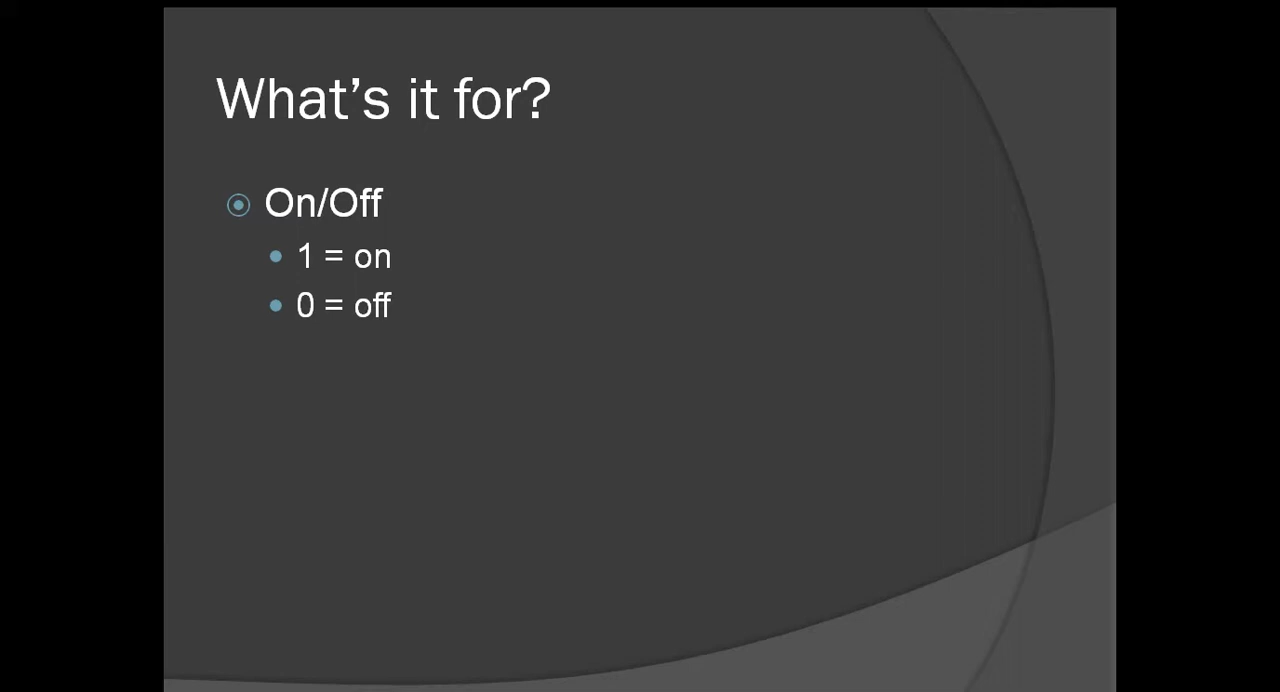 What’s it for?
On/Off
1 = on
0 = off